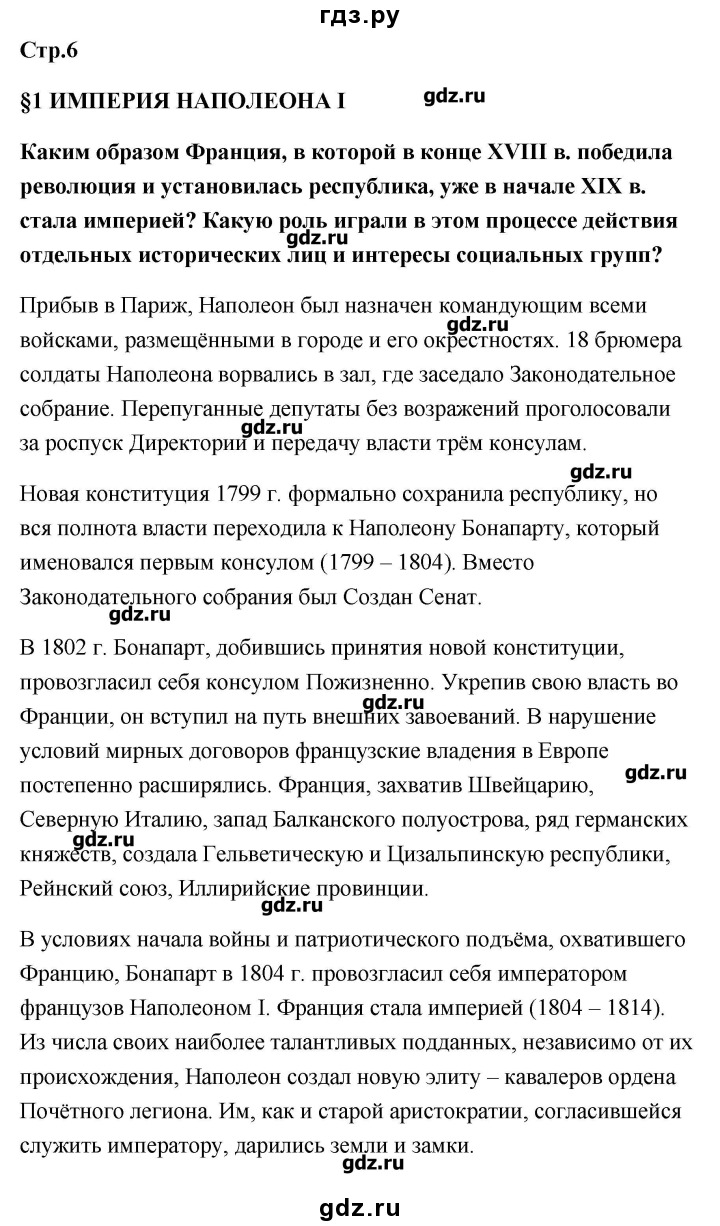 гдз.ру
Стр.6
§1 ИМПЕРИЯ НАПОЛЕОНА I
gdz.ru
Каким образом Франция, в которой в конце XVIII в. победила
революция и установилась республика, уже в начале XIX в.
стала империей? Какую роль играли в этом процессе действия
gdz.ru
отдельных исторических лиц и интересы социальных групп?
Прибыв в Париж, Наполеон был назначен командующим всеми
gdz.ru
войсками, размещёнными в городе и его окрестностях. 18 брюмера
солдаты Наполеона ворвались в зал, где заседало Законодательное
собрание. Перепуганные депутаты без возражений проголосовали
gdz.ru
за роспуск Директории и передачу власти трём консулам.
gdz.ru
Новая конституция 1799 г. формально сохранила республику, но
вся полнота власти переходила к Наполеону Бонапарту, который
именовался первым консулом (1799 – 1804). Вместо
Законодательного собрания был Создан Сенат.
gdz.ru
В 1802 г. Бонапарт, добившись принятия новой конституции,
провозгласил себя консулом Пожизненно. Укрепив свою власть во
gdz.ru
Франции, он вступил на путь внешних завоеваний. В нарушение
условий мирных договоров французские владения в Европе
gdz.ru
постепенно расширялись. Франция, захватив Швейцарию,
Северную Италию, запад Балканского полуострова, ряд германских
gdz.ru
княжеств, создала Гельветическую и Цизальпинскую республики,
Рейнский союз, Иллирийские провинции.
gdz.ru
В условиях начала войны и патриотического подъёма, охватившего
Францию, Бонапарт в 1804 г. провозгласил себя императором
французов Наполеоном I. Франция стала империей (1804 – 1814).
Из числа своих наиболее талантливых подданных, независимо от их
происхождения, Наполеон создал новую элиту – кавалеров ордена
Почётного легиона. Им, как и старой аристократии, согласившейся
служить императору, дарились земли и замки.
gdz.ru
gdz.ru